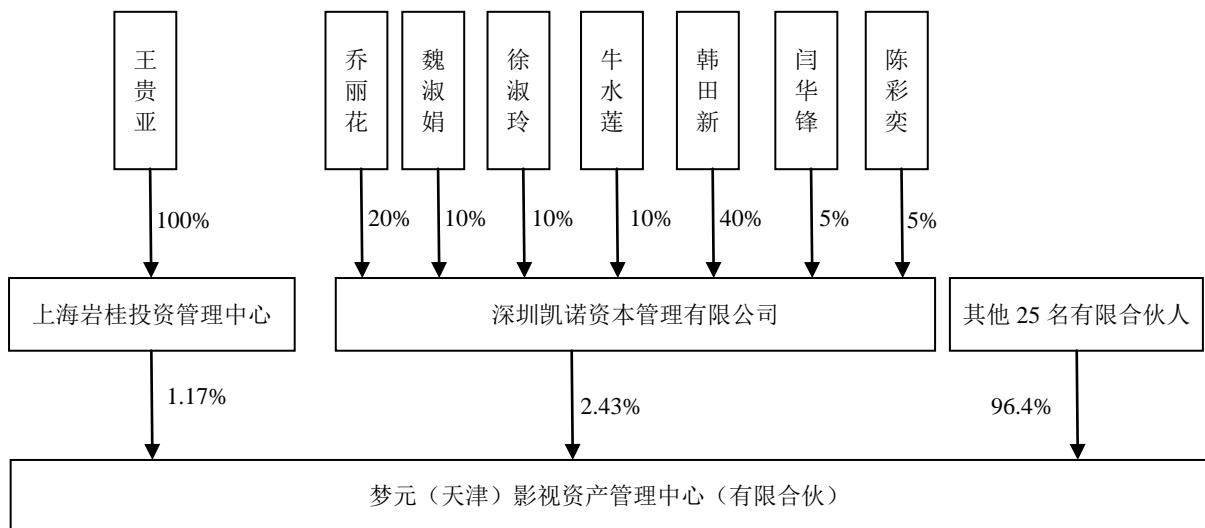 王贵亚
乔丽花
魏淑娟
徐淑玲
牛水莲
韩田新
闫华锋
陈彩奕
100%
20%
10%
10%
10%
40%
5%
5%
上海岩桂投资管理中心
深圳凯诺资本管理有限公司
其他 25 名有限合伙人
1.17%
2.43%
96.4%
梦元（天津）影视资产管理中心（有限合伙）